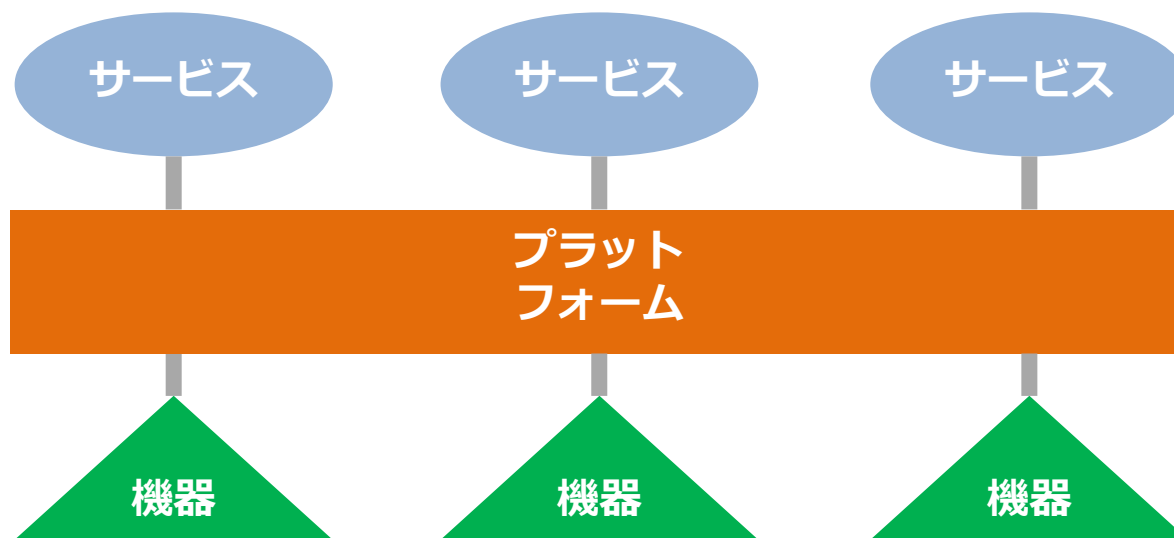 サービス
サービス
サービス
プラット
フォーム
機器
機器
機器